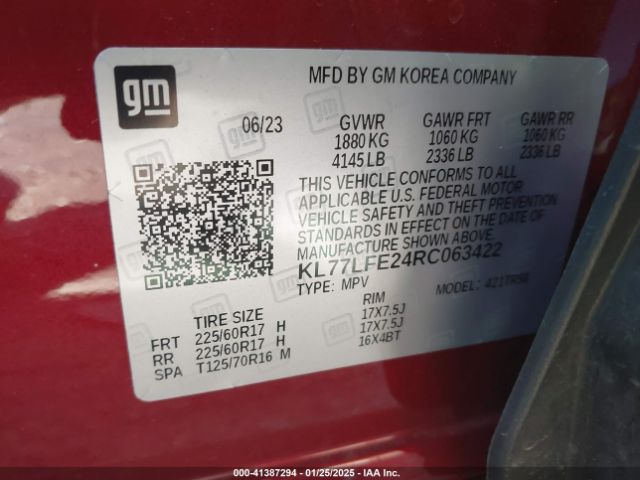 gm
MFD BY GM KOREA COMPANY
06/23 GVWR GAWR FRT GAWR RR
1880 KG 1060 KG 1060 KG
4145 LB 2336 LB 2336 LB
THIS VEHICLE CONFORMS TO ALL
APPLICABLE U.S. FEDERAL MOTOR
VEHICLE SAFETY AND THEFT PREVENTION
STANDARDS IN EFFECT ON THE DATE
OF MANUFACTURE SHOWN ABOVE.
KL77LFE24RC063422
TYPE: MPV MODEL:
TIRE SIZE RIM
FRT 225/60R17 H 17X7.5J
RR 225/60R17 H 17X7.5J
SPA T125/70R16 M 16X4BT
00-41387294 - 01/25/2025 - IAA Inc.